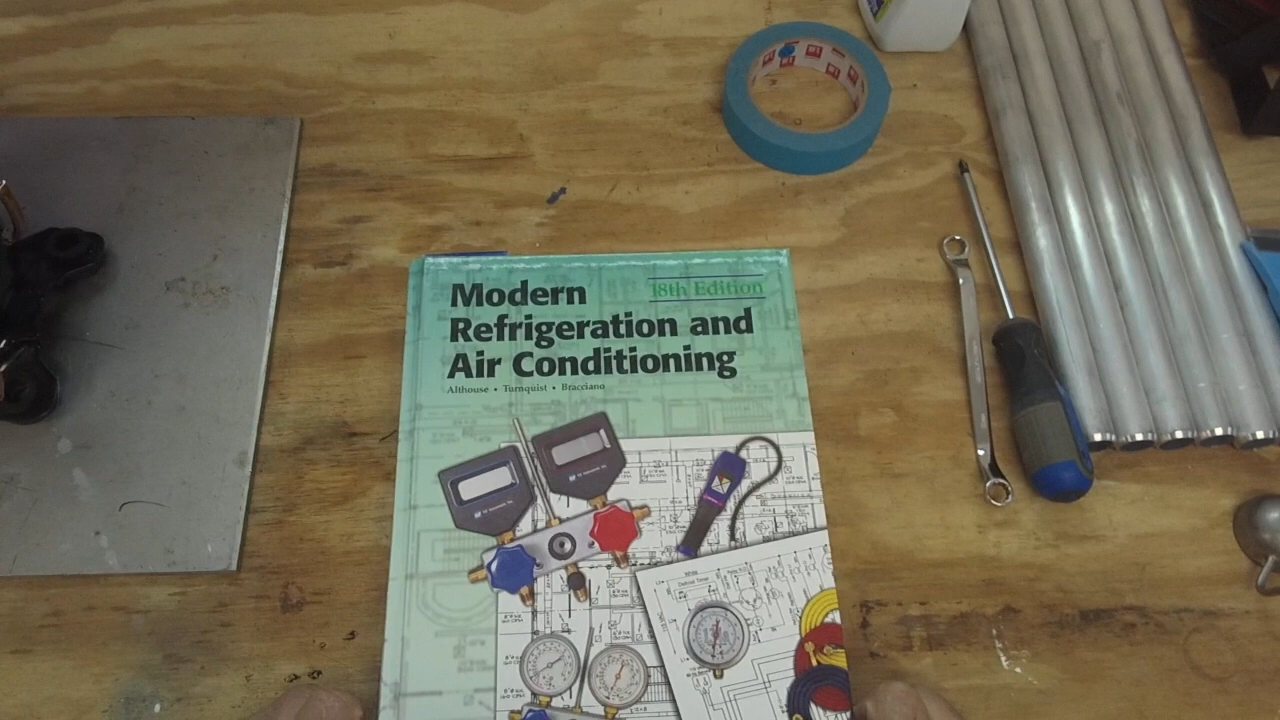 18th Edition
Modern
Refrigeration and
Air Conditioning
Althouse • Turnquist • Bracciano